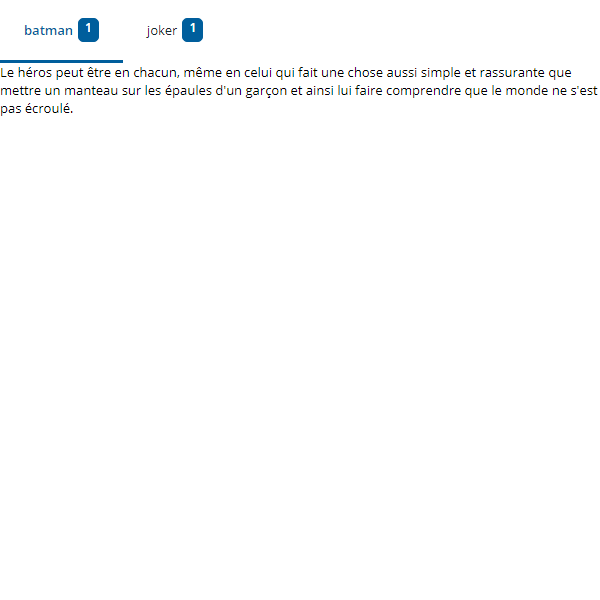 batman 1 joker 1
Le héros peut être en chacun, même en celui qui fait une chose aussi simple et rassurante que
mettre un manteau sur les épaules d'un garçon et ainsi lui faire comprendre que le monde ne s'est
pas écroulé.